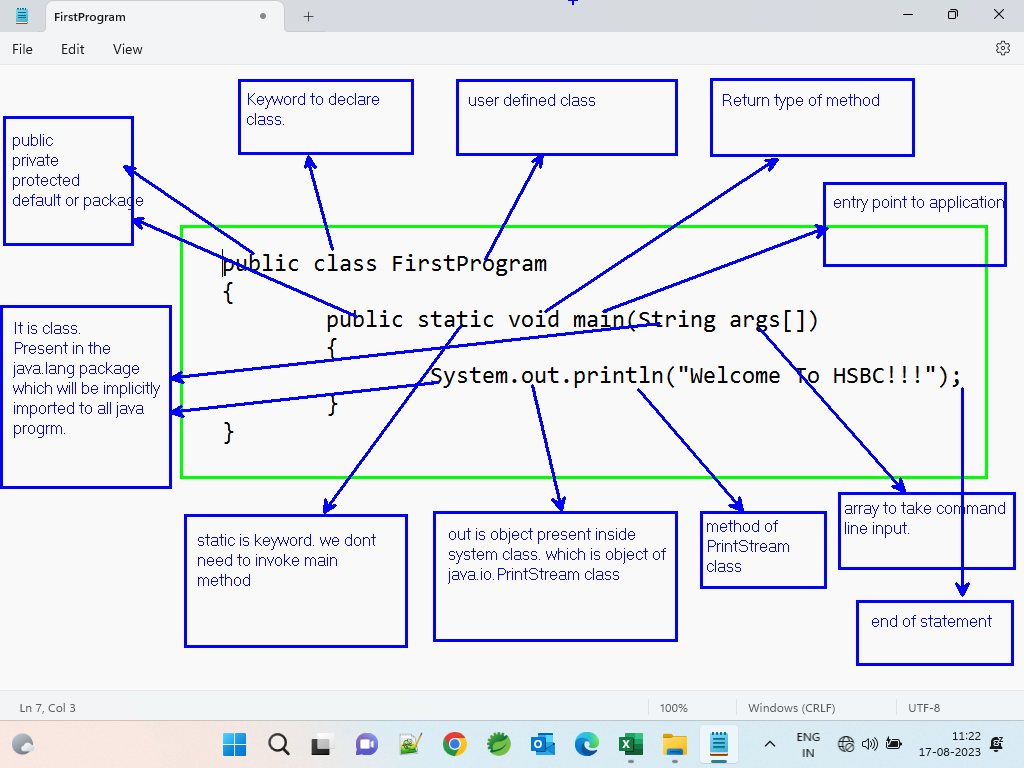 FirstProgram
File Edit View
Keyword to declare
class.
user defined class
Return type of method
public
private
protected
default or package
entry point to application
public class FirstProgram
{
public static void main(String args[])
{
System.out.println("Welcome To HSBC!!!");
}
}
It is class.
Present in the
java.lang package
which will be implicitly
imported to all java
progrm.
static is keyword. we dont
need to invoke main
method
out is object present inside
system class. which is object of
java.io.PrintStream class
method of
PrintStream
class
array to take command
line input.
end of statement
Ln 7, Col 3 100% Windows (CRLF) UTF-8
ENG
IN
11:22
17-08-2023